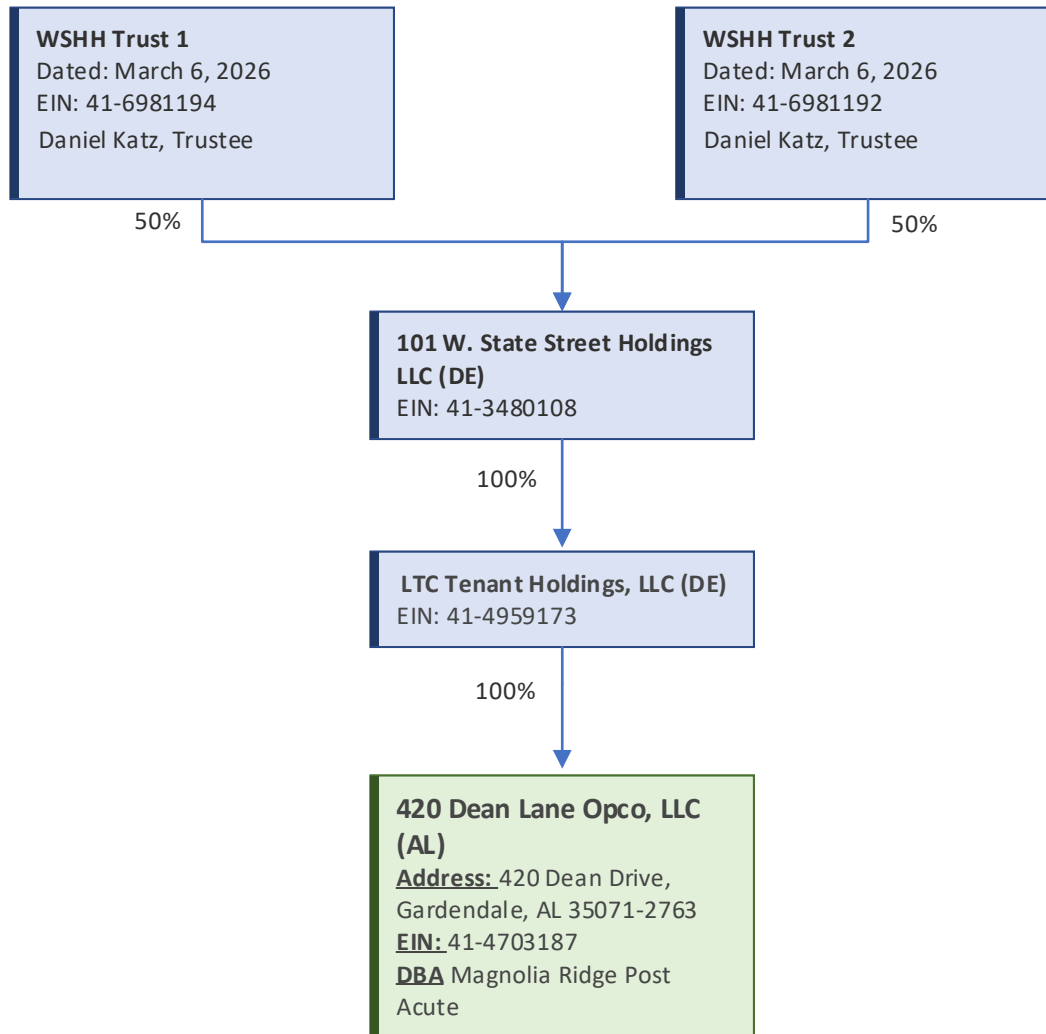 WSHH Trust 1
Dated: March 6, 2026
EIN: 41-6981194
Daniel Katz, Trustee
WSHH Trust 2
Dated: March 6, 2026
EIN: 41-6981192
Daniel Katz, Trustee
50%
50%
101 W. State Street Holdings
LLC (DE)
EIN: 41-3480108
100%
LTC Tenant Holdings, LLC (DE)
EIN: 41-4959173
100%
420 Dean Lane Opco, LLC
(AL)
Address: 420 Dean Drive,
Gardendale, AL 35071-2763
EIN: 41-4703187
DBA Magnolia Ridge Post
Acute